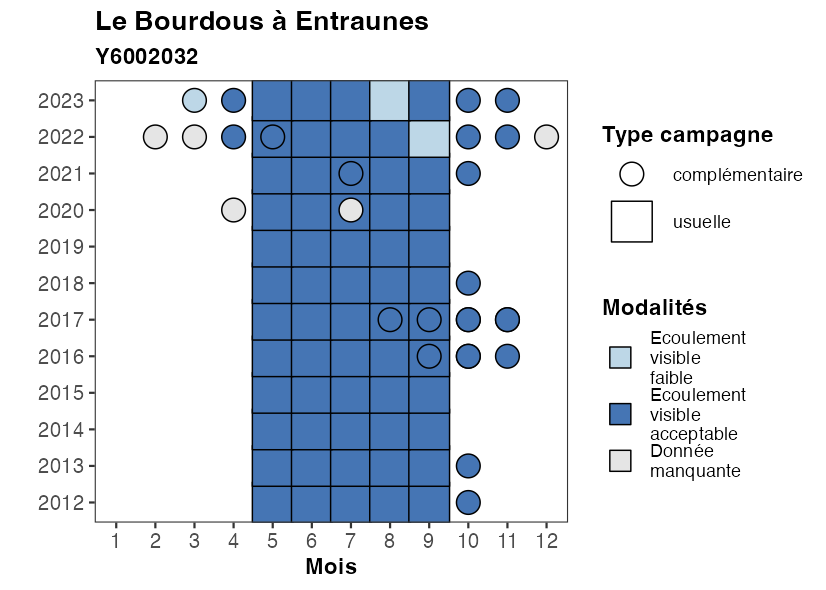 Le Bourdous à Entraunes
Y6002032
2023
2022
2021
2020
2019
2018
2017
2016
2015
2014
2013
2012
1 2 3 4 5 6 7 8 9 10 11 12
Mois
Type campagne
complémentaire
usuelle
Modalités
Ecoulement
visible
faible
Ecoulement
visible
acceptable
Donnée
manquante